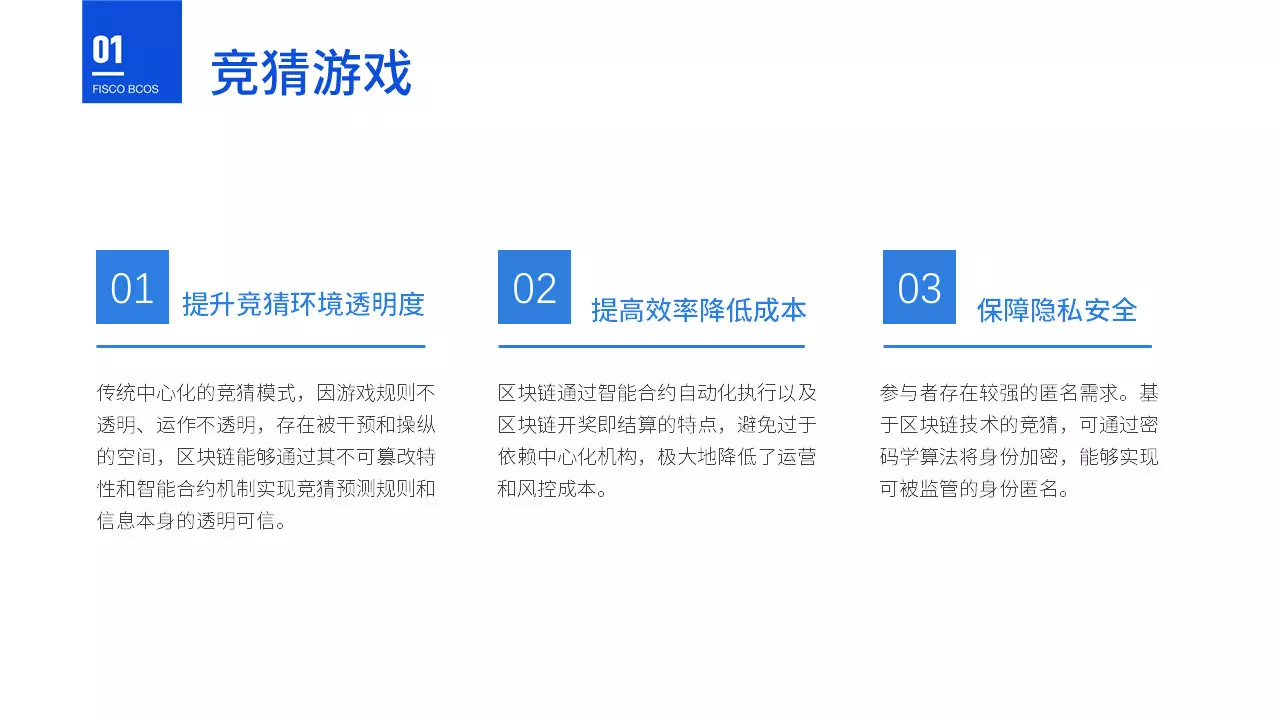 01
FISCO BCOS
竞猜游戏
01
提升竞猜环境透明度
传统中心化的竞猜模式，因游戏规则不
透明、运作不透明，存在被干预和操纵
的空间，区块链能够通过其不可篡改特
性和智能合约机制实现竞猜预测规则和
信息本身的透明可信。
02
提高效率降低成本
区块链通过智能合约自动化执行以及
区块链开奖即结算的特点，避免过于
依赖中心化机构，极大地降低了运营
和风控成本。
03
保障隐私安全
参与者存在较强的匿名需求。基
于区块链技术的竞猜，可通过密
码学算法将身份加密，能够实现
可被监管的身份匿名。